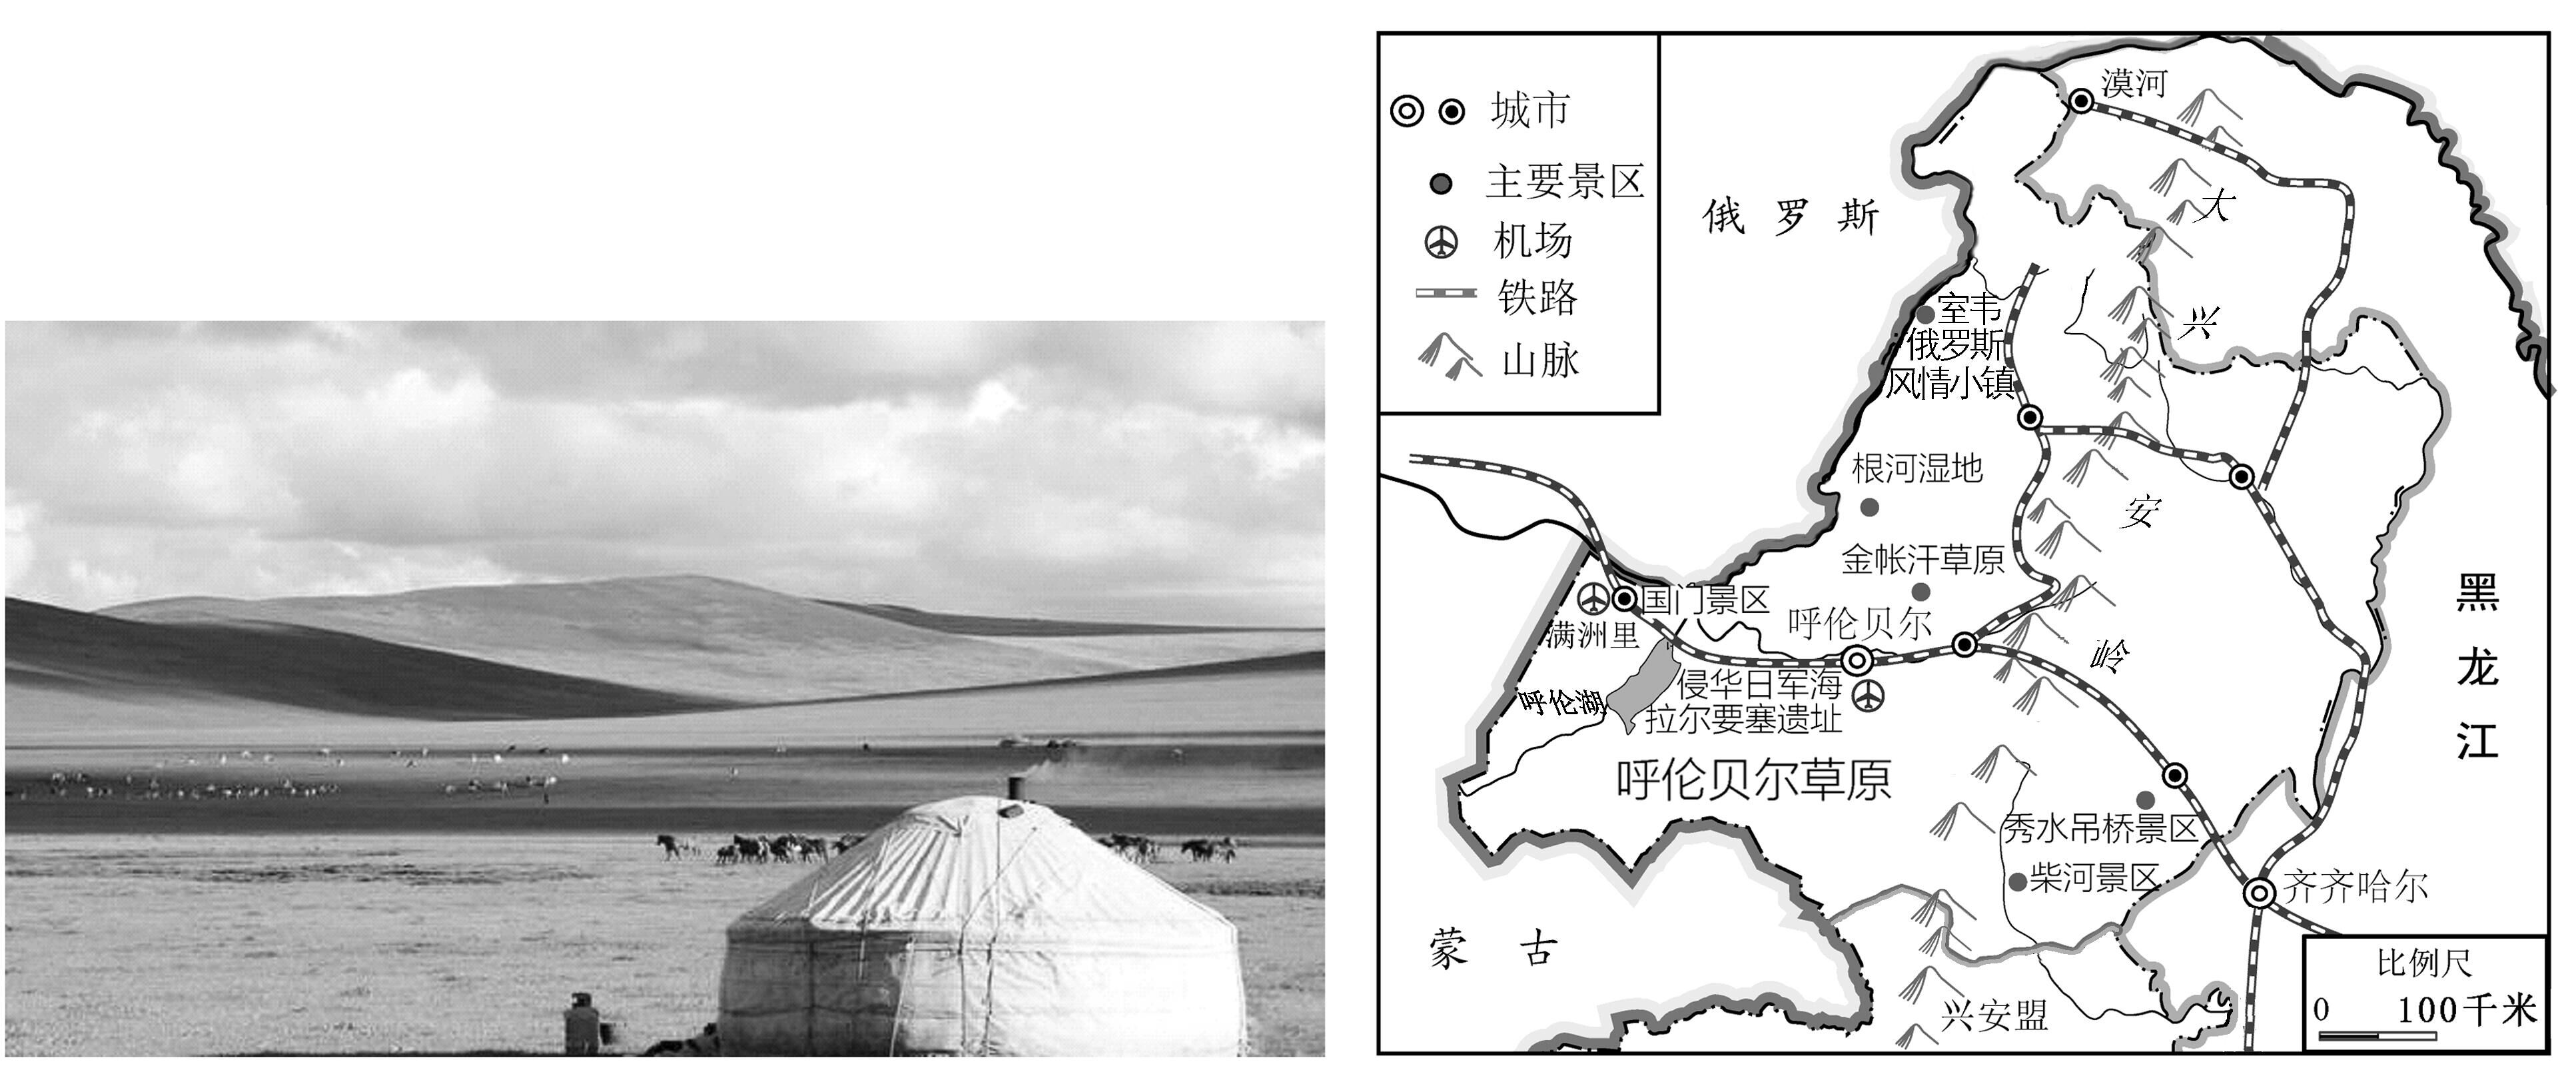 城市
主要景区
机场
铁路
山脉
漠河
俄罗斯
大
兴
安
岭
室韦
俄罗斯
风情小镇
根河湿地
金帐汗草原
国门景区
满洲里
呼伦贝尔
呼伦湖
侵华日军海
拉尔要塞遗址
呼伦贝尔草原
秀水吊桥景区
柴河景区
齐齐哈尔
黑
龙
江
蒙古
兴安盟
比例尺
0 100千米